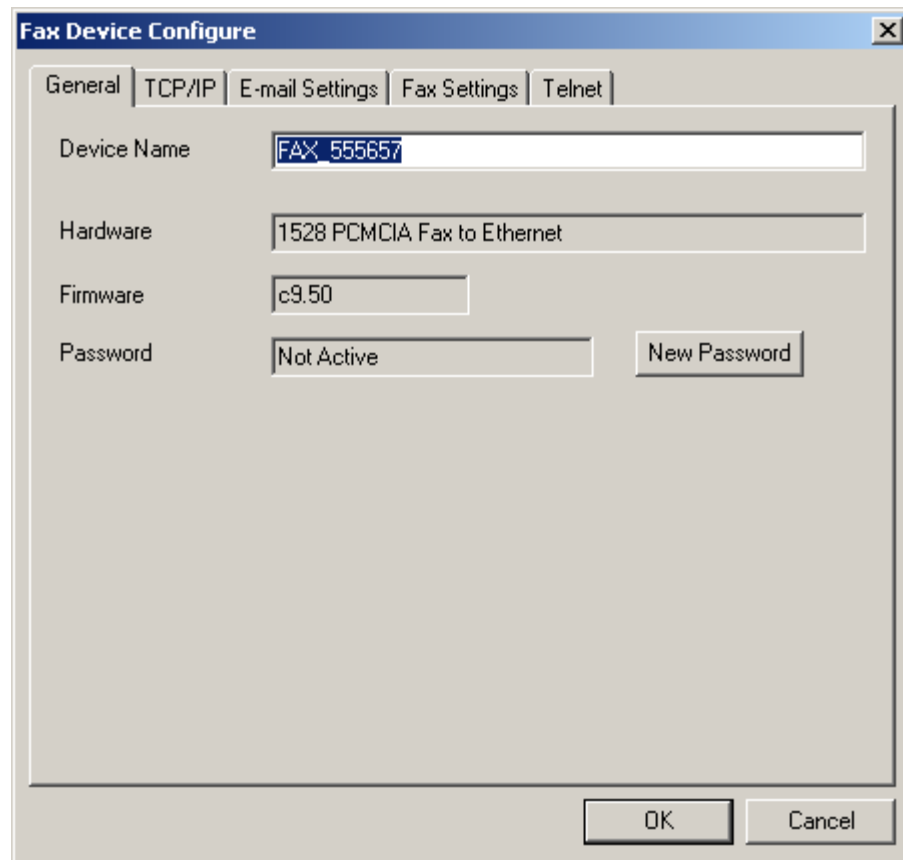 Fax Device Configure
General TCP/IP E-mail Settings Fax Settings Telnet
Device Name FAX_555657
Hardware 1528 PCMCIA Fax to Ethernet
Firmware c9.50
Password Not Active New Password
OK Cancel